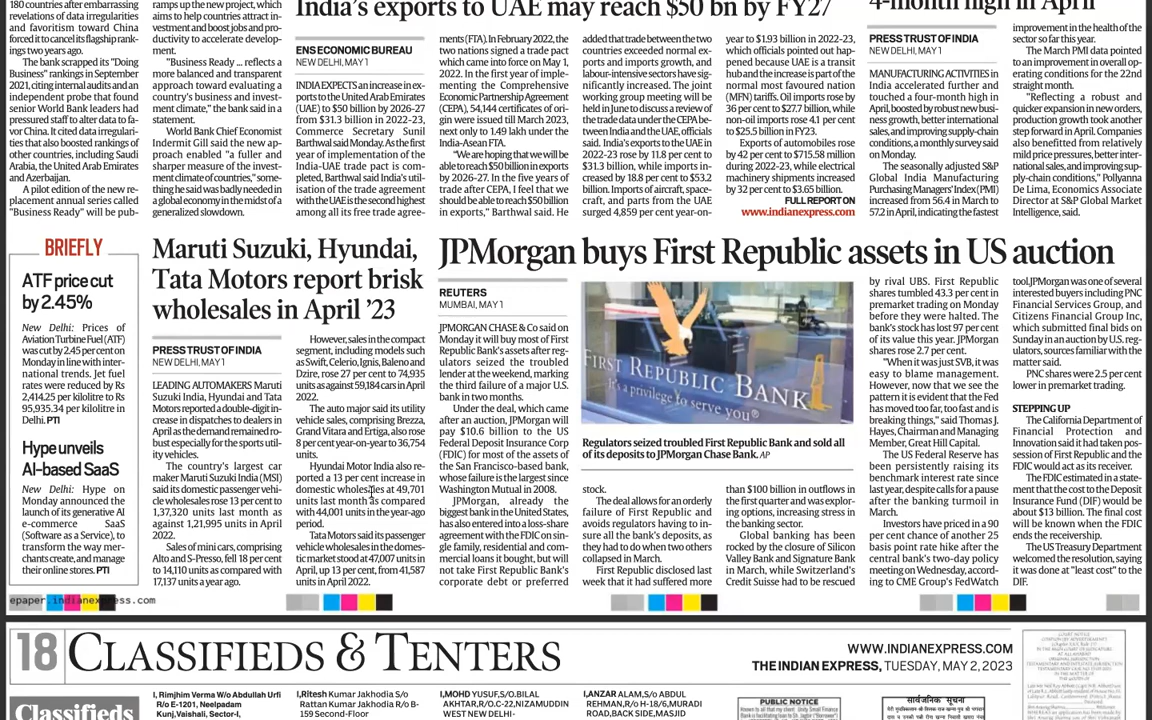 180 countries after embarrassing
revelations of data irregularities
and favoritism toward China
forced it to cancel its flagship rank-
ings two years ago.
The bank scrapped its "Doing
Business" rankings in September
2021, citing internal audits and an
independent probe that found
senior World Bank leaders had
pressured staff to alter data to fa-
vor China. It cited data irregulari-
ties that also boosted rankings of
other countries, including Saudi
Arabia, the United Arab Emirates
and Azerbaijan.
A pilot edition of the new re-
placement annual series called
"Business Ready" will be pub-
ramps up the new project, which
aims to help countries attract in-
vestment and boost jobs and pro-
ductivity to accelerate develop-
ment.
"Business Ready ... reflects a
more balanced and transparent
approach toward evaluating a
country's business and invest-
ment climate," the bank said in a
statement.
World Bank Chief Economist
Indermit Gill said the new ap-
proach enabled "a fuller and
sharper measure of the invest-
ment climate of countries," some-
thing he said was badly needed in
a global economy in the midst of a
generalized slowdown.
India's exports to UAE may reach $50 bn by FY27
ENS ECONOMIC BUREAU
NEW DELHI, MAY 1
INDIA EXPECTS an increase in ex-
ports to the United Arab Emirates
(UAE) to $50 billion by 2026-27
from $31.3 billion in 2022-23,
Commerce Secretary Sunil
Barthwal said Monday. As the first
year of implementation of the
India-UAE trade pact is com-
pleted, Barthwal said India's util-
isation of the trade agreement
with the UAE is the second highest
among all its free trade agree-
ments (FTA). In February 2022, the
two nations signed a trade pact
which came into force on May 1,
2022. In the first year of imple-
menting the Comprehensive
Economic Partnership Agreement
(CEPA), 54,144 certificates of ori-
gin were issued till March 2023,
next only to 1.49 lakh under the
India-Asean FTA.
"We are hoping that we will be
able to reach $50 billion in exports
by 2026-27. In the five years of
trade after CEPA, I feel that we
should be able to reach $50 billion
in exports," Barthwal said. He
added that trade between the two
countries exceeded normal ex-
ports and imports growth, and
labour-intensive sectors have sig-
nificantly increased. The joint
working group meeting will be
held in June to discuss a review of
the trade data under the CEPA be-
tween India and the UAE, officials
said. India's exports to the UAE in
2022-23 rose by 11.8 per cent to
$31.3 billion, while imports in-
creased by 18.8 per cent to $53.2
billion. Imports of aircraft, space-
craft, and parts from the UAE
surged 4,859 per cent year-on-
year to $1.93 billion in 2022-23,
which officials pointed out hap-
pened because UAE is a transit
hub and the increase is part of the
normal most favoured nation
(MFN) tariffs. Oil imports rose by
36 per cent to $27.7 billion, while
non-oil imports rose 4.1 per cent
to $25.5 billion in FY23.
Exports of automobiles rose
by 42 per cent to $715.58 million
during 2022-23, while electrical
machinery shipments increased
by 32 per cent to $3.65 billion.
FULL REPORT ON
www.indianexpress.com
4-month high in April
PRESS TRUST OF INDIA
NEW DELHI, MAY 1
MANUFACTURING ACTIVITIES in
India accelerated further and
touched a four-month high in
April, boosted by robust new busi-
ness growth, better international
sales, and improving supply-chain
conditions, a monthly survey said
on Monday.
The seasonally adjusted S&P
Global India Manufacturing
Purchasing Managers' Index (PMI)
increased from 56.4 in March to
57.2 in April, indicating the fastest
improvement in the health of the
sector so far this year.
The March PMI data pointed
to an improvement in overall op-
erating conditions for the 22nd
straight month.
"Reflecting a robust and
quicker expansion in new orders,
production growth took another
step forward in April. Companies
also benefitted from relatively
mild price pressures, better inter-
national sales, and improving sup-
ply-chain conditions," Pollyanna
De Lima, Economics Associate
Director at S&P Global Market
Intelligence, said.
BRIEFLY
ATF price cut
by 2.45%
New Delhi: Prices of
Aviation Turbine Fuel (ATF)
was cut by 2.45 per cent on
Monday in line with inter-
national trends. Jet fuel
rates were reduced by Rs
2,414.25 per kilolitre to Rs
95,935.34 per kilolitre in
Delhi. PTI
Hype unveils
AI-based SaaS
New Delhi: Hype on
Monday announced the
launch of its generative AI
e-commerce SaaS
(Software as a Service), to
transform the way mer-
chants create, and manage
their online stores. PTI
Maruti Suzuki, Hyundai,
Tata Motors report brisk
wholesales in April '23
PRESS TRUST OF INDIA
NEW DELHI, MAY 1
LEADING AUTOMAKERS Maruti
Suzuki India, Hyundai and Tata
Motors reported a double-digit in-
crease in dispatches to dealers in
April as the demand remained ro-
bust especially for the sports util-
ity vehicles.
The country's largest car
maker Maruti Suzuki India (MSI)
said its domestic passenger vehi-
cle wholesales rose 13 per cent to
1,37,320 units last month as
against 1,21,995 units in April
2022.
Sales of mini cars, comprising
Alto and S-Presso, fell 18 per cent
to 14,110 units as compared with
17,137 units a year ago.
However, sales in the compact
segment, including models such
as Swift, Celerio, Ignis, Baleno and
Dzire, rose 27 per cent to 74,935
units as against 59,184 cars in April
2022.
The auto major said its utility
vehicle sales, comprising Brezza,
Grand Vitara and Ertiga, also rose
8 per cent year-on-year to 36,754
units.
Hyundai Motor India also re-
ported a 13 per cent increase in
domestic wholesales at 49,701
units last month as compared
with 44,001 units in the year-ago
period.
Tata Motors said its passenger
vehicle wholesales in the domes-
tic market stood at 47,007 units in
April, up 13 per cent, from 41,587
units in April 2022.
JPMorgan buys First Republic assets in US auction
REUTERS
MUMBAI, MAY 1
JPMORGAN CHASE & Co said on
Monday it will buy most of First
Republic Bank's assets after reg-
ulators seized the troubled
lender at the weekend, marking
the third failure of a major U.S.
bank in two months.
Under the deal, which came
after an auction, JPMorgan will
pay $10.6 billion to the US
Federal Deposit Insurance Corp
(FDIC) for most of the assets of
the San Francisco-based bank,
whose failure is the largest since
Washington Mutual in 2008.
JPMorgan, already the
biggest bank in the United States,
has also entered into a loss-share
agreement with the FDIC on sin-
gle family, residential and com-
mercial loans it bought, but will
not take First Republic Bank's
corporate debt or preferred
FIRST REPUBLIC BANK
It's a privilege to serve you®
Regulators seized troubled First Republic Bank and sold all
of its deposits to JPMorgan Chase Bank. AP
stock.
The deal allows for an orderly
failure of First Republic and
avoids regulators having to in-
sure all the bank's deposits, as
they had to do when two others
collapsed in March.
First Republic disclosed last
week that it had suffered more
than $100 billion in outflows in
the first quarter and was explor-
ing options, increasing stress in
the banking sector.
Global banking has been
rocked by the closure of Silicon
Valley Bank and Signature Bank
in March, while Switzerland's
Credit Suisse had to be rescued
by rival UBS. First Republic
shares tumbled 43.3 per cent in
premarket trading on Monday
before they were halted. The
bank's stock has lost 97 per cent
of its value this year. JPMorgan
shares rose 2.7 per cent.
"When it was just SVB, it was
easy to blame management.
However, now that we see the
pattern it is evident that the Fed
has moved too far, too fast and is
breaking things," said Thomas J.
Hayes, Chairman and Managing
Member, Great Hill Capital.
The US Federal Reserve has
been persistently raising its
benchmark interest rate since
last year, despite calls for a pause
after the banking turmoil in
March.
Investors have priced in a 90
per cent chance of another 25
basis point rate hike after the
central bank's two-day policy
meeting on Wednesday, accord-
ing to CME Group's FedWatch
tool.JPMorgan was one of several
interested buyers including PNC
Financial Services Group, and
Citizens Financial Group Inc,
which submitted final bids on
Sunday in an auction by U.S. reg-
ulators, sources familiar with the
matter said.
PNC shares were 2.5 per cent
lower in premarket trading.
STEPPING UP
The California Department of
Financial Protection and
Innovation said it had taken pos-
session of First Republic and the
FDIC would act as its receiver.
The FDIC estimated in a state-
ment that the cost to the Deposit
Insurance Fund (DIF) would be
about $13 billion. The final cost
will be known when the FDIC
ends the receivership.
The US Treasury Department
welcomed the resolution, saying
it was done at "least cost" to the
DIF.
epaper.indianexpress.com
18 CLASSIFIEDS & TENTERS
WWW.INDIANEXPRESS.COM
THE INDIAN EXPRESS, TUESDAY, MAY 2, 2023
Classifieds
I, Rimjhim Verma W/o Abdullah Urfi
R/o E-1201, Neelpadam
Kunj,Vaishali, Sector-I,
I,Ritesh Kumar Jakhodia S/o
Rattan Kumar Jakhodia R/o B-
159 Second-Floor
I,MOHD YUSUF,S/O.BILAL
AKHTAR,R/O.C-22,NIZAMUDDIN
WEST NEW DELHI-
I,ANZAR ALAM,S/o ABDUL
REHMAN,R/o H-18/6,MURADI
ROAD,BACK SIDE,MASJID
PUBLIC NOTICE
सार्वजनिक सूचना